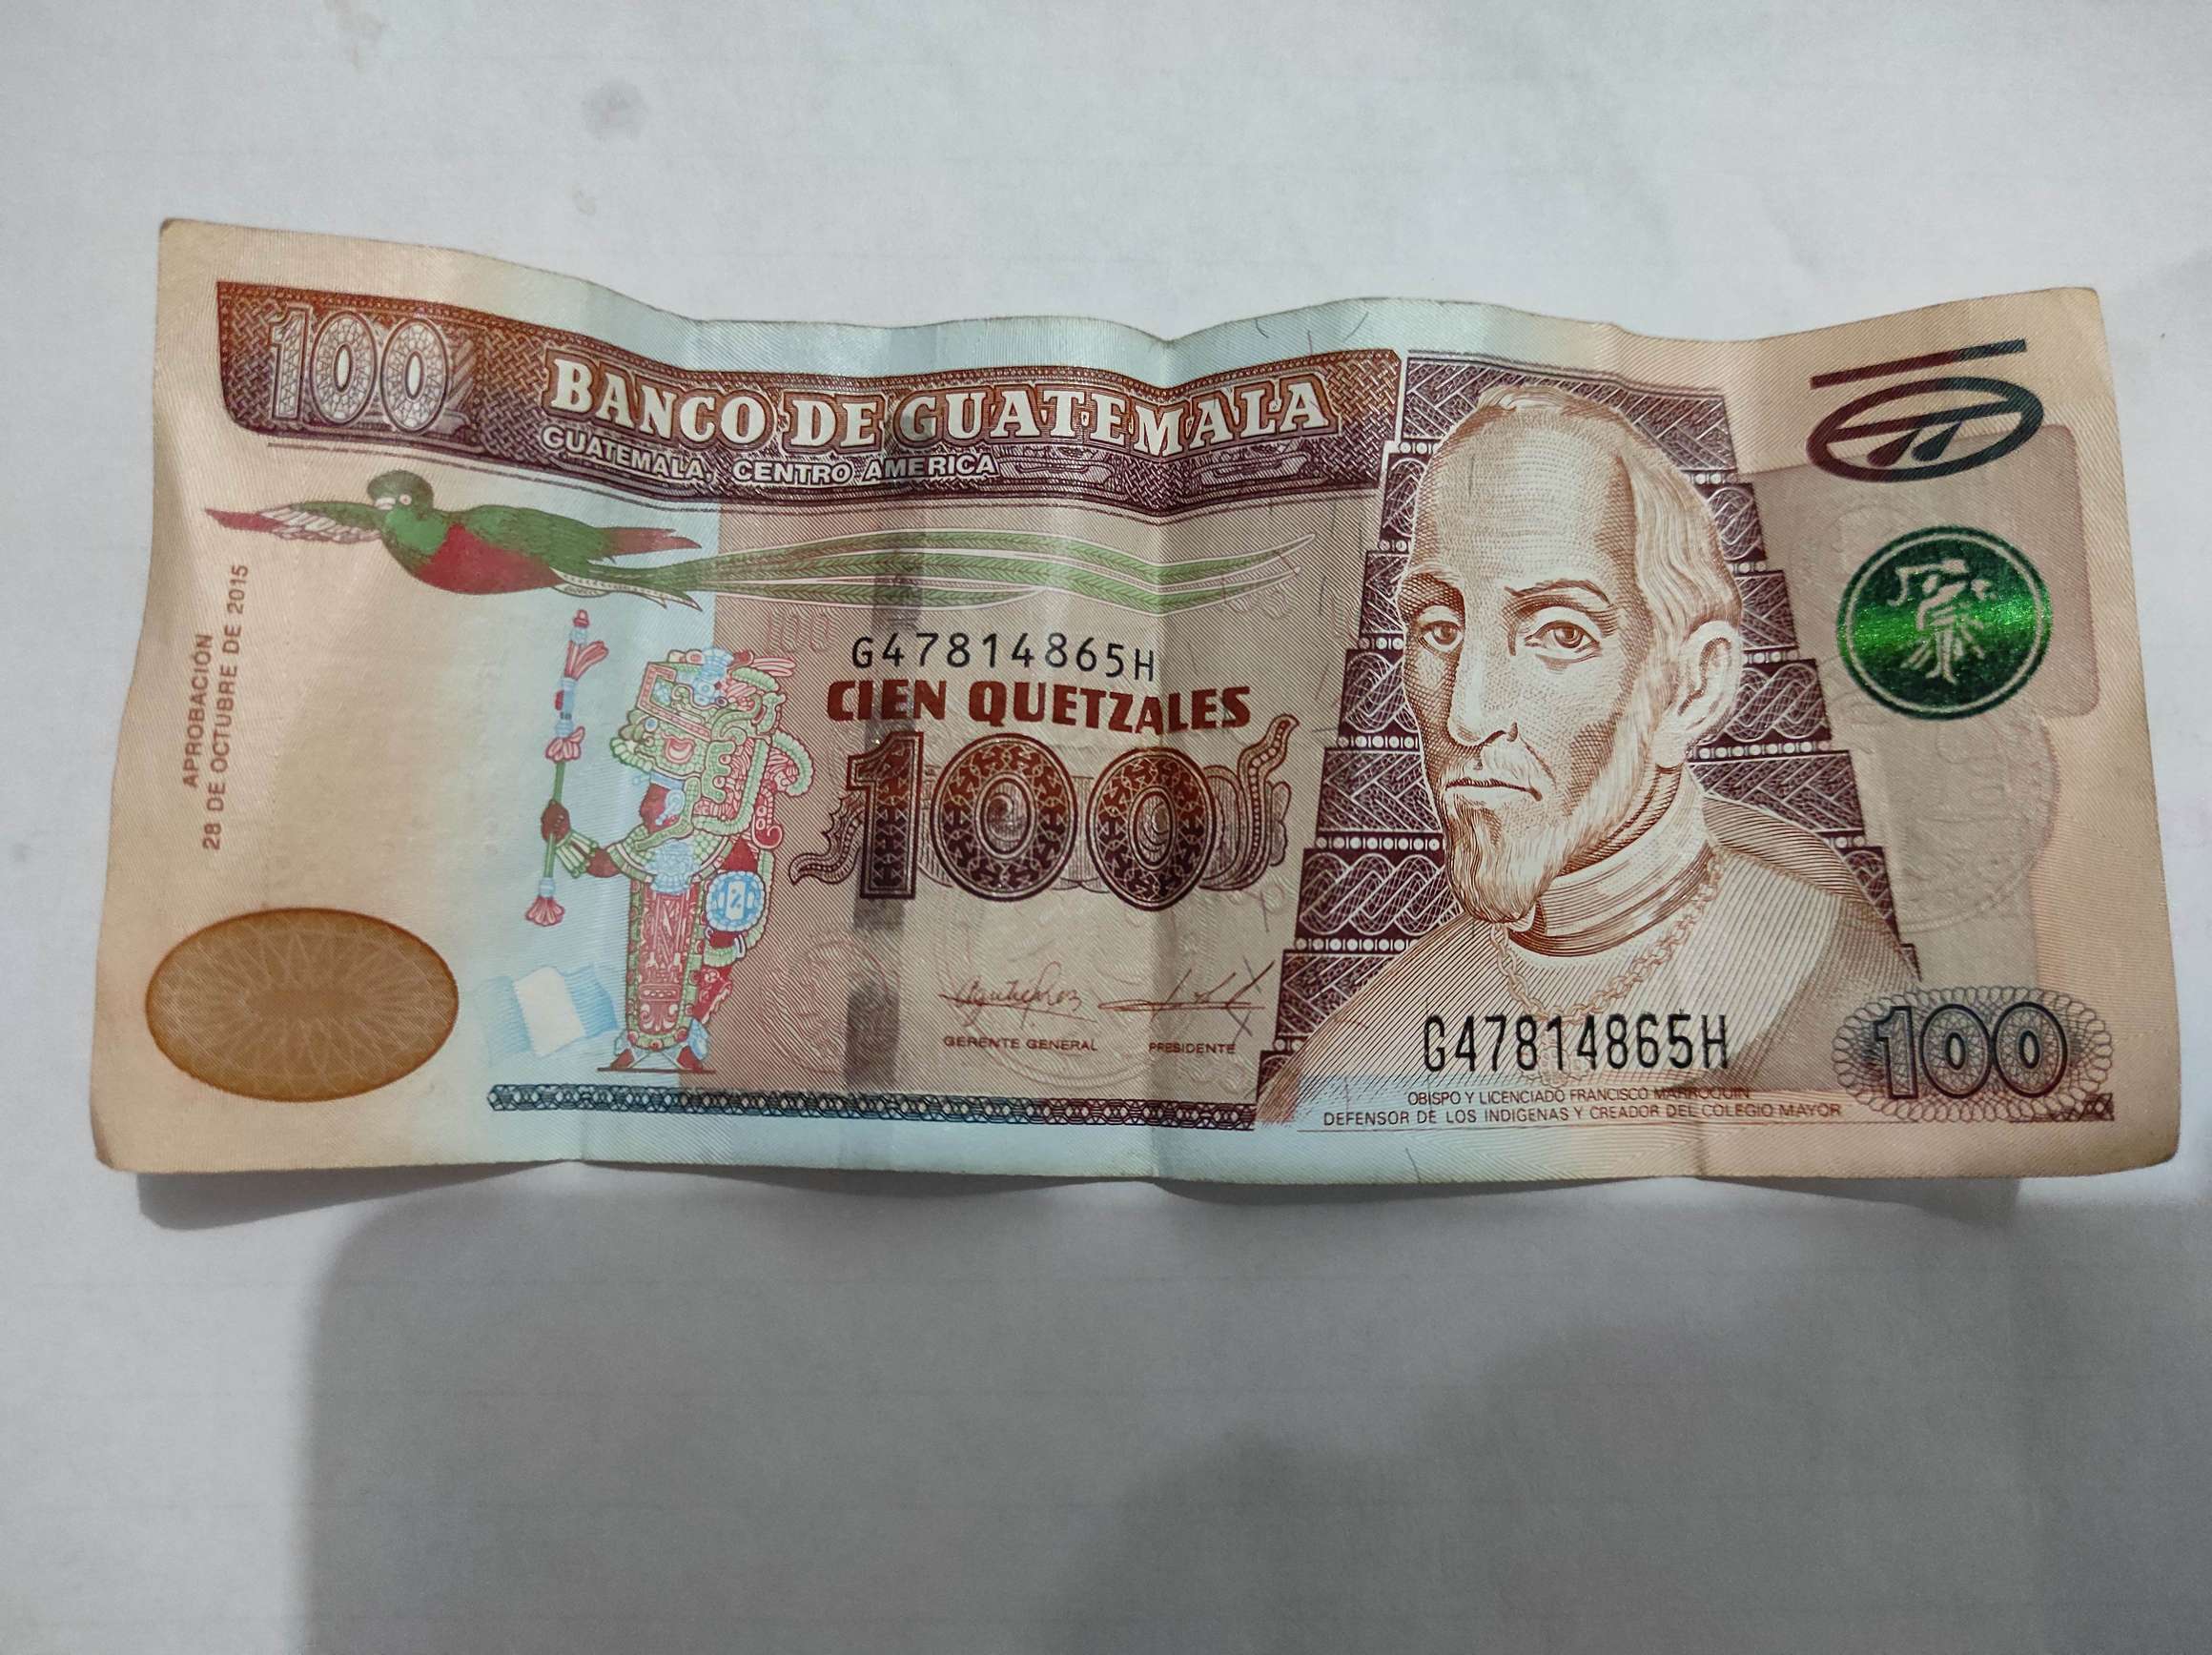 100
BANCO DE GUATEMALA
GUATEMALA, CENTRO AMERICA
APROBACIÓN
28 DE OCTUBRE DE 2015
G47814865H
CIEN QUETZALES
100
GERENTE GENERAL
PRESIDENTE
G47814865H
100
OBISPO Y LICENCIADO FRANCISCO MARROQUIN
DEFENSOR DE LOS INDIGENAS Y CREADOR DEL COLEGIO MAYOR